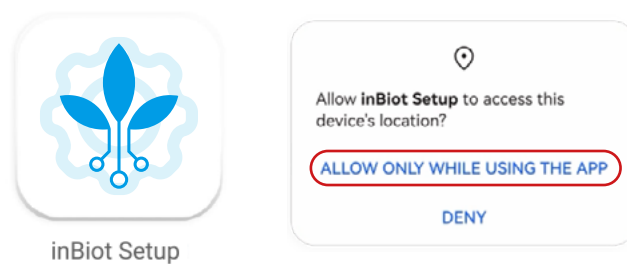 inBiot Setup
Allow inBiot Setup to access this
device's location?
ALLOW ONLY WHILE USING THE APP
DENY